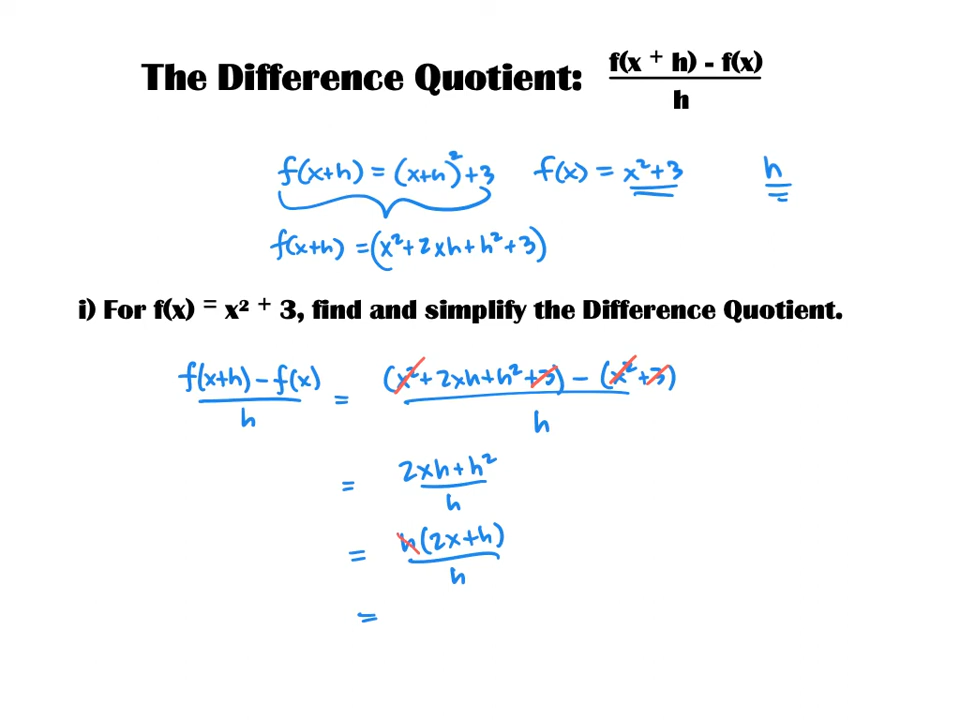 The Difference Quotient: f(x + h) - f(x) / h
f(x+h) = (x+h)² + 3 f(x) = x² + 3 h
f(x+h) = (x² + 2xh + h² + 3)
i) For f(x) = x² + 3, find and simplify the Difference Quotient.
f(x+h) - f(x) / h = (x² + 2xh + h² + 3) - (x² + 3) / h
= 2xh + h² / h
= h(2x+h) / h
=